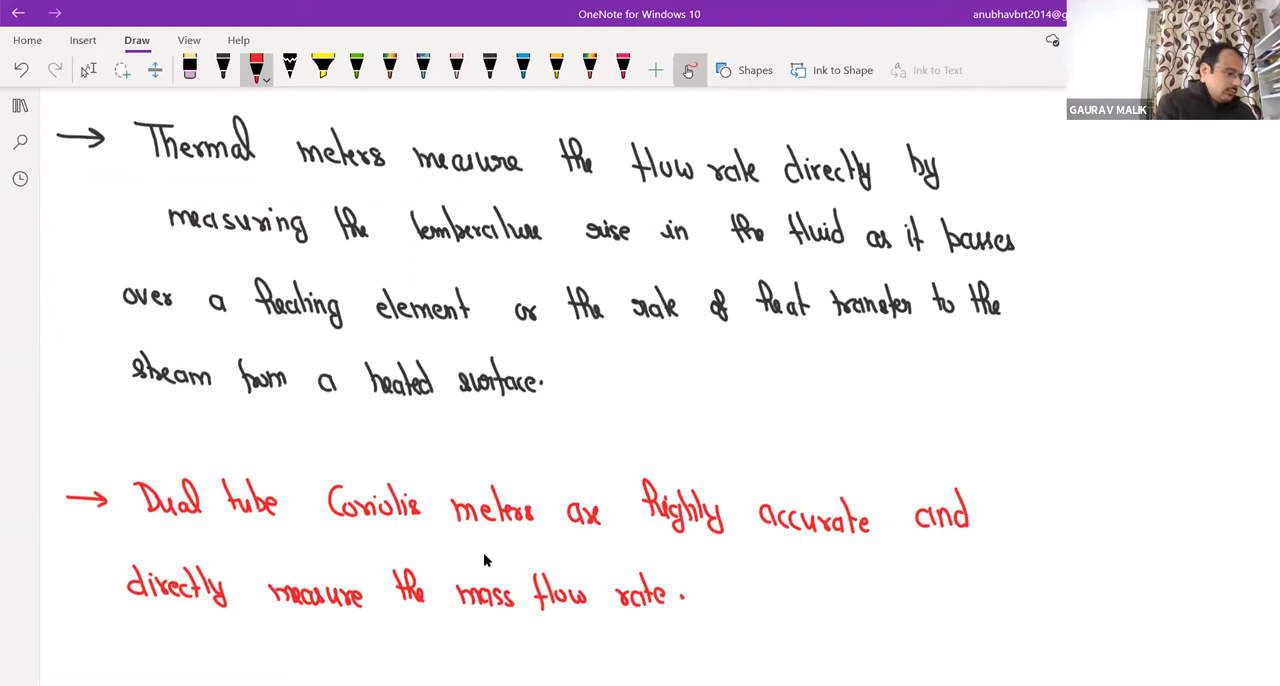 OneNote for Windows 10
anubhavbrt2014@g
Home Insert Draw View Help
Shapes Ink to Shape Ink to Text
GAURAV MALIK
→ Thermal meters measure the flow rate directly by
measuring the temperature rise in the fluid as it passes
over a heating element or the rate of heat transfer to the
stream from a heated surface.
→ Dual tube Coriolis meters are highly accurate and
directly measure the mass flow rate.